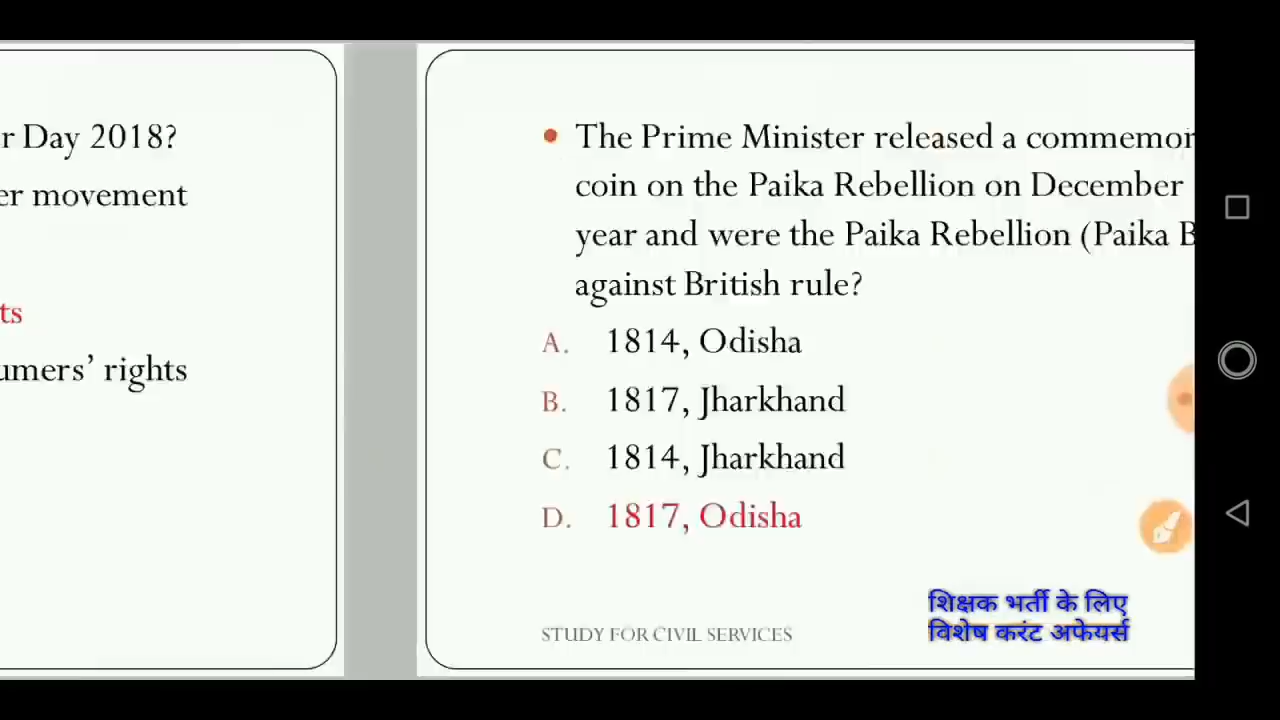 r Day 2018?
er movement
ts
umers’ rights
The Prime Minister released a commemor
coin on the Paika Rebellion on December
year and were the Paika Rebellion (Paika B
against British rule?
A. 1814, Odisha
B. 1817, Jharkhand
C. 1814, Jharkhand
D. 1817, Odisha
STUDY FOR CIVIL SERVICES
शिक्षक भर्ती के लिए
विशेष करंट अफेयर्स